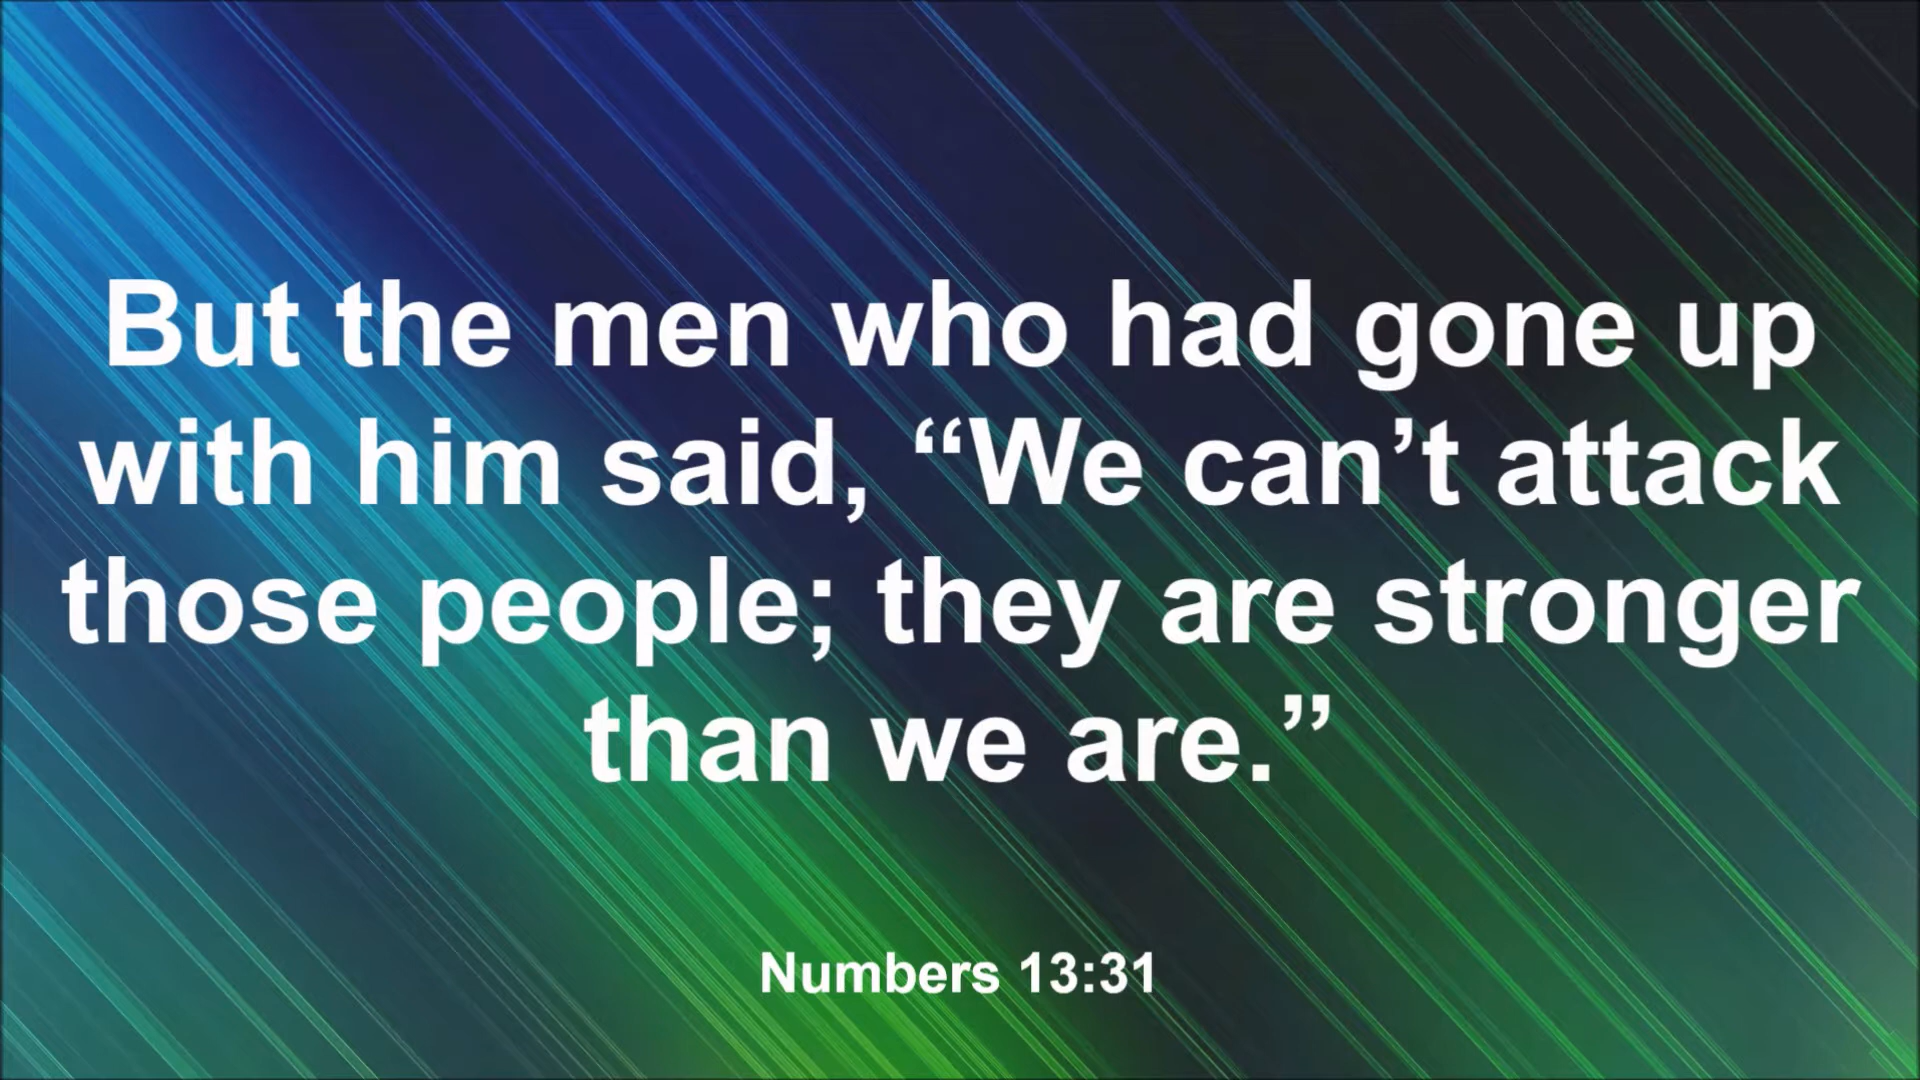 But the men who had gone up
with him said, “We can’t attack
those people; they are stronger
than we are.”
Numbers 13:31